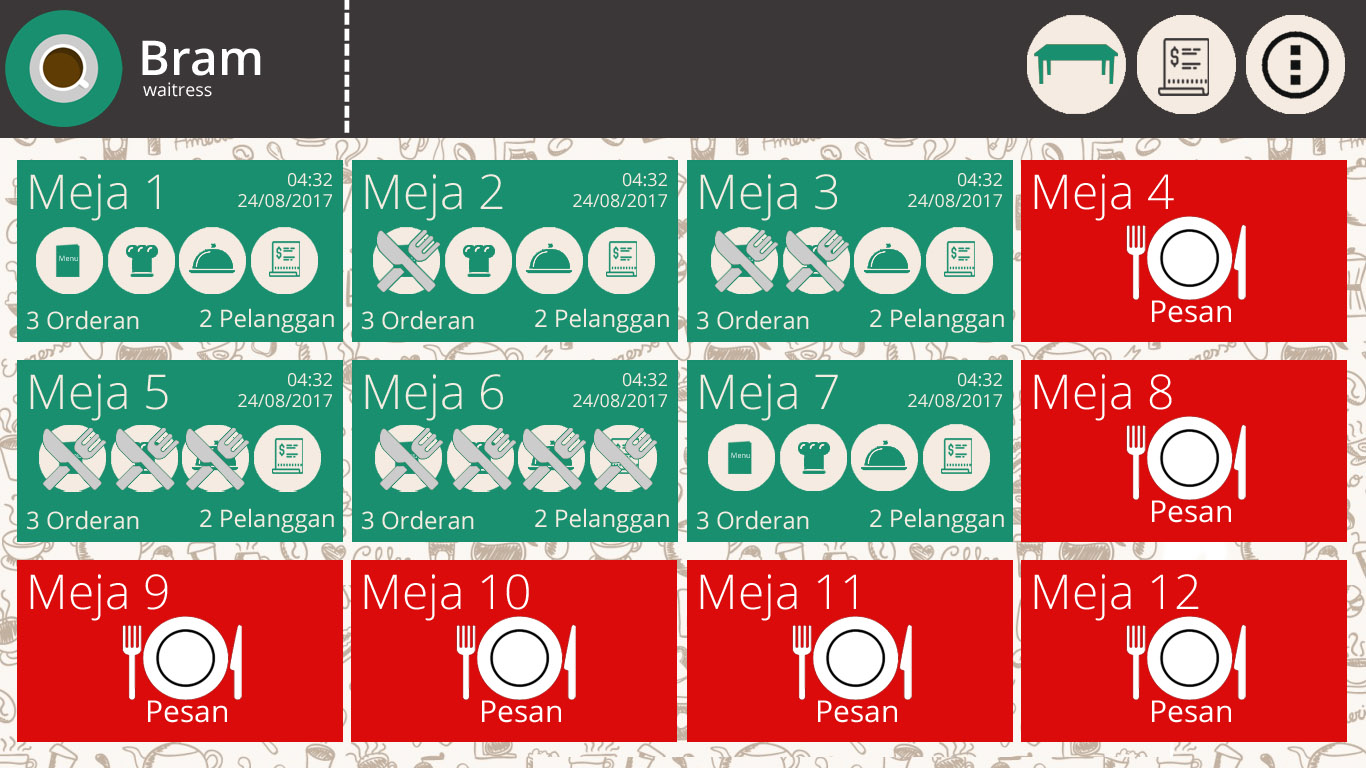 Bram
waitress
Meja 1
04:32
24/08/2017
Menu
3 Orderan
2 Pelanggan
Meja 2
04:32
24/08/2017
3 Orderan
2 Pelanggan
Meja 3
04:32
24/08/2017
3 Orderan
2 Pelanggan
Meja 4
Pesan
Meja 5
04:32
24/08/2017
3 Orderan
2 Pelanggan
Meja 6
04:32
24/08/2017
3 Orderan
2 Pelanggan
Meja 7
04:32
24/08/2017
Menu
3 Orderan
2 Pelanggan
Meja 8
Pesan
Meja 9
Pesan
Meja 10
Pesan
Meja 11
Pesan
Meja 12
Pesan